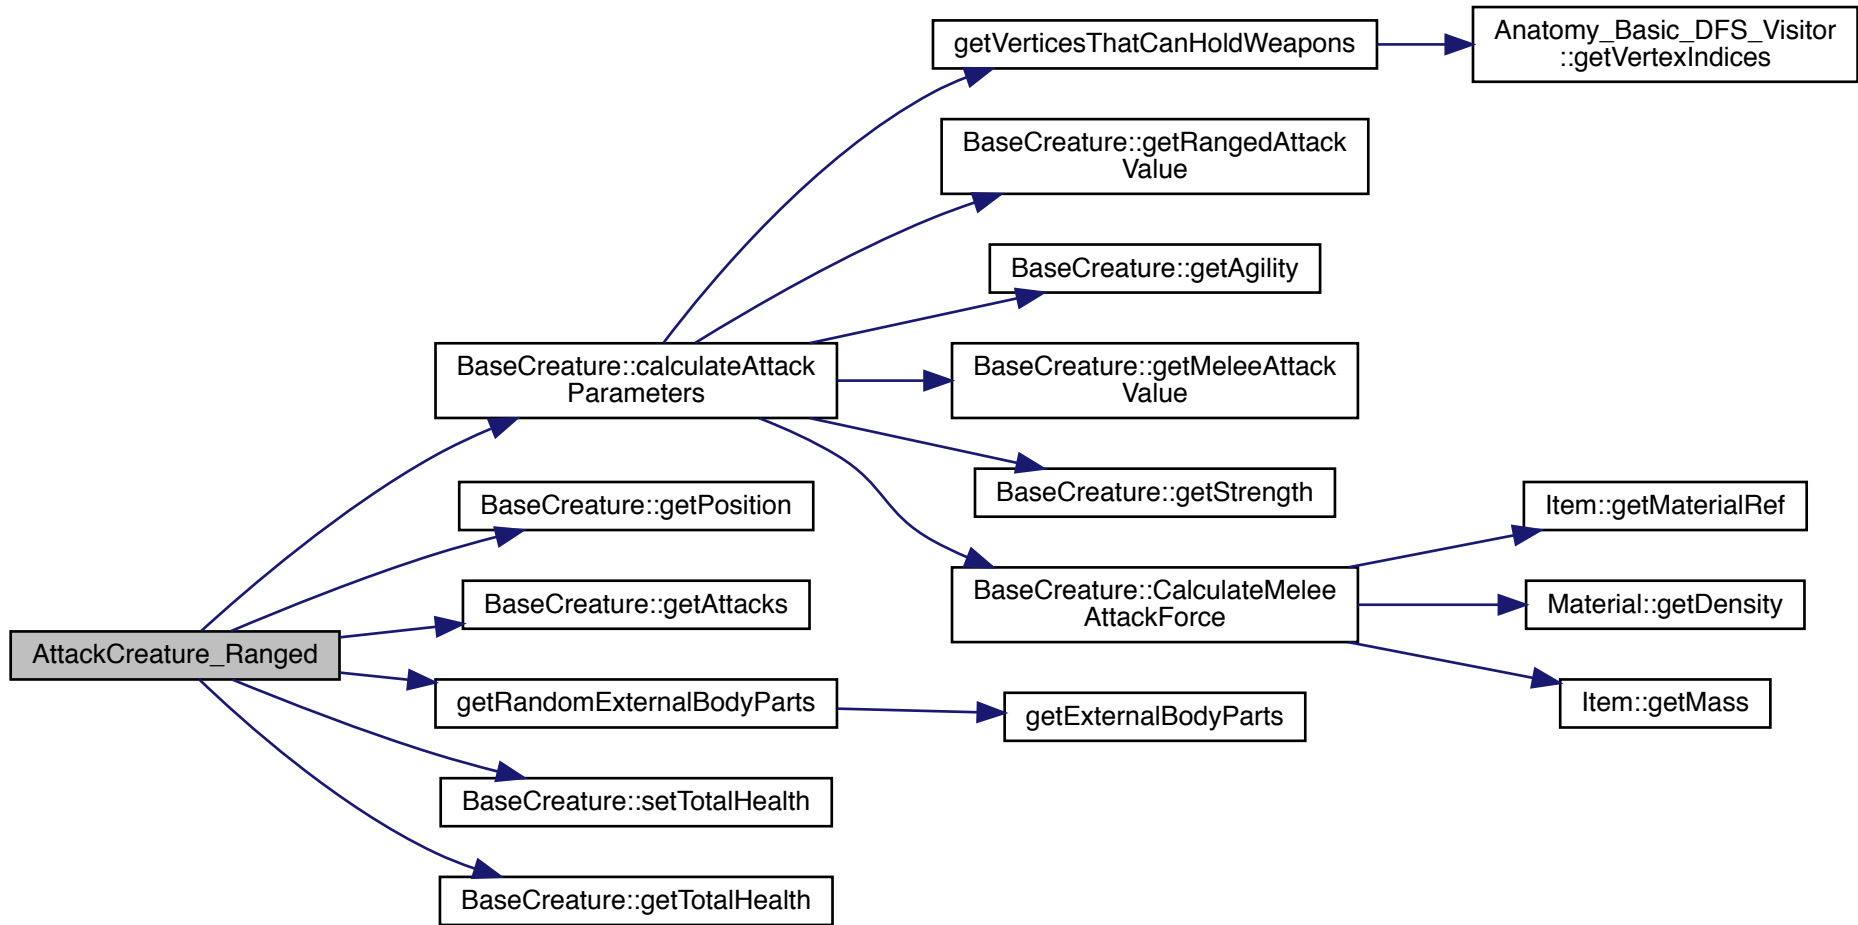 getVerticesThatCanHoldWeapons
Anatomy_Basic_DFS_Visitor
::getVertexIndices
BaseCreature::getRangedAttack
Value
BaseCreature::getAgility
BaseCreature::calculateAttack
Parameters
BaseCreature::getMeleeAttack
Value
BaseCreature::getStrength
BaseCreature::getPosition
Item::getMaterialRef
BaseCreature::getAttacks
BaseCreature::CalculateMelee
AttackForce
Material::getDensity
AttackCreature_Ranged
getRandomExternalBodyParts
getExternalBodyParts
Item::getMass
BaseCreature::setTotalHealth
BaseCreature::getTotalHealth